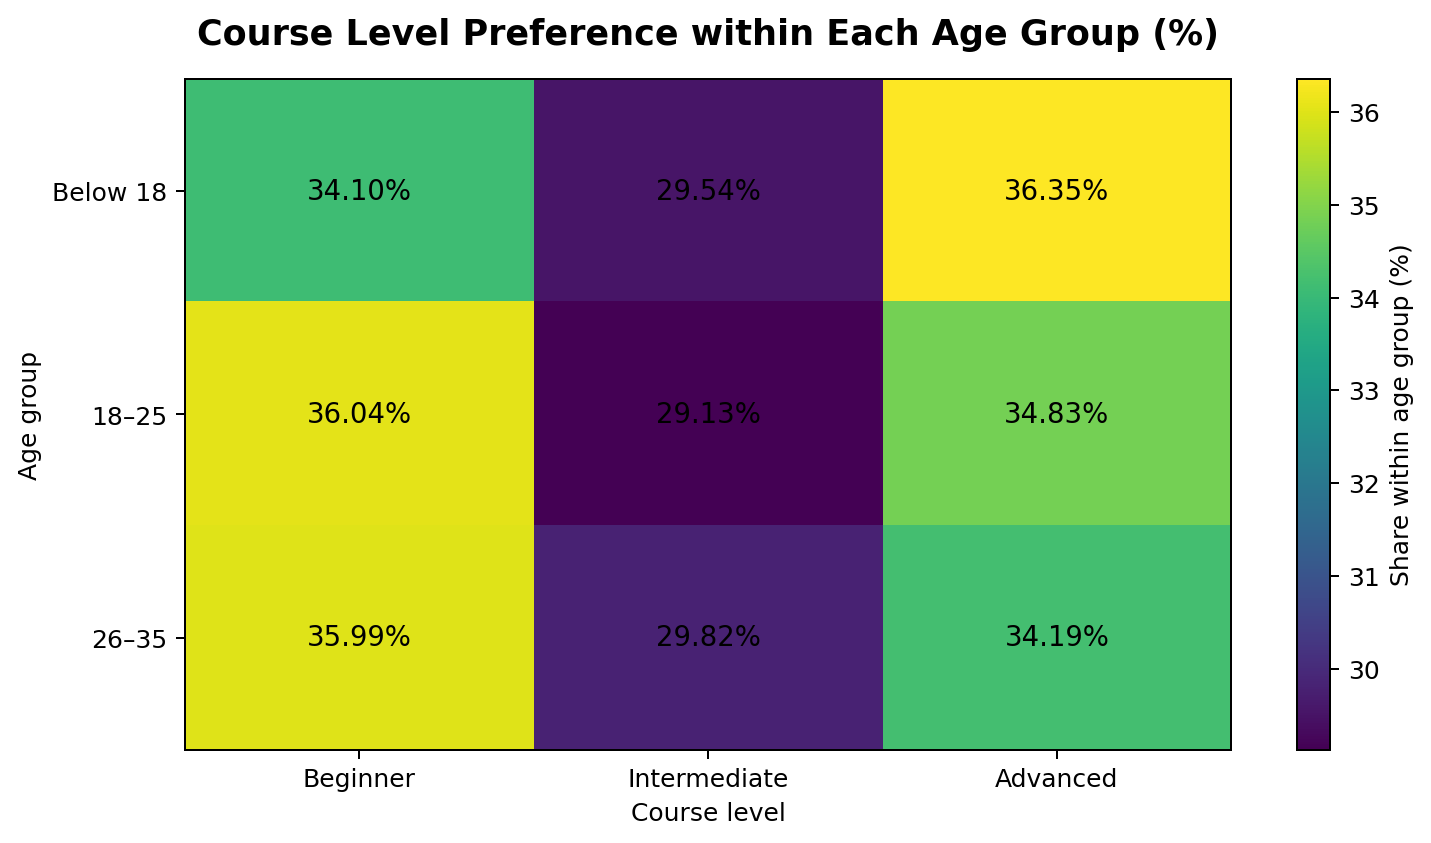 Course Level Preference within Each Age Group (%)
Age group
Below 18
18–25
26–35
34.10%
29.54%
36.35%
36.04%
29.13%
34.83%
35.99%
29.82%
34.19%
Beginner
Intermediate
Advanced
Course level
36
35
34
33
32
31
30
Share within age group (%)